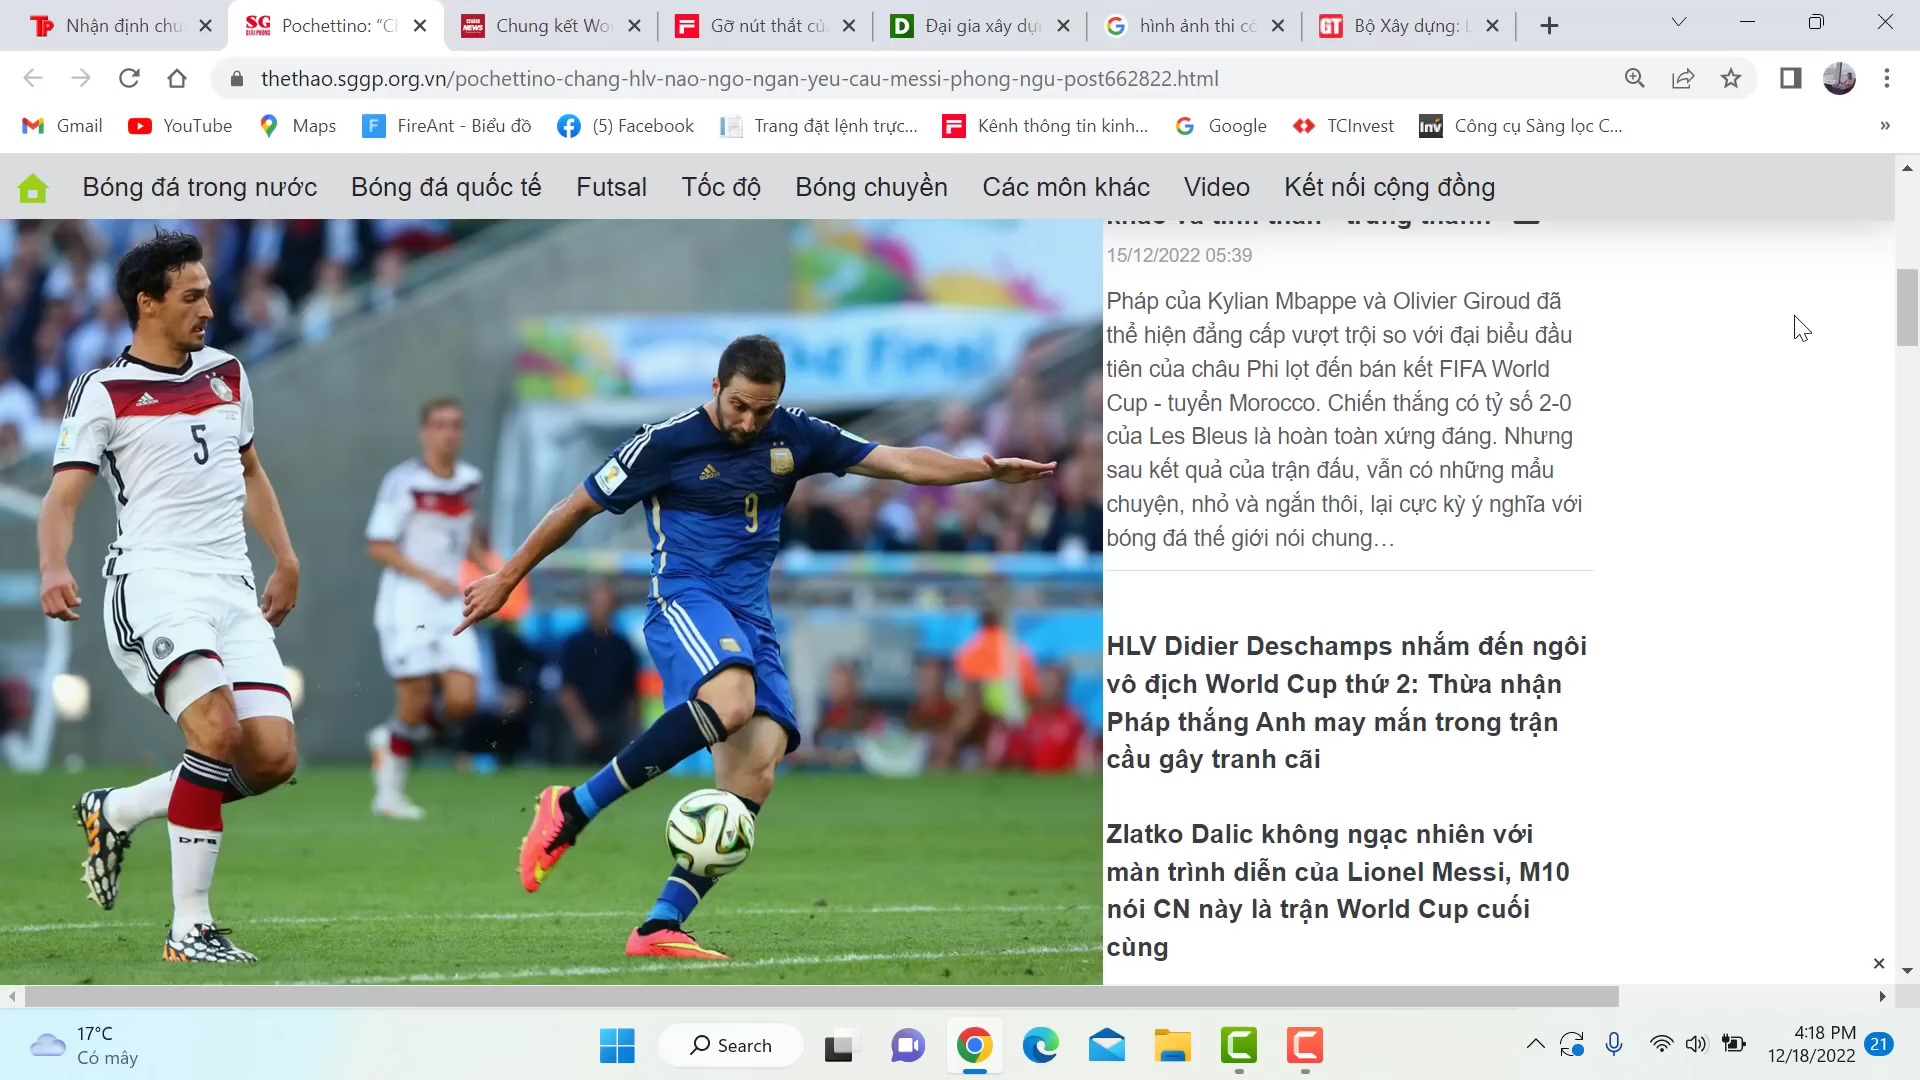 Nhận định chu
Pochettino: “C
Chung kết Wo
Gỡ nút thắt củ
Đại gia xây dự
hình ảnh thi cô
Bộ Xây dựng: L
thethao.sggp.org.vn/pochettino-chang-hlv-nao-ngo-ngan-yeu-cau-messi-phong-ngu-post662822.html
Gmail
YouTube
Maps
FireAnt - Biểu đồ
(5) Facebook
Trang đặt lệnh trực...
Kênh thông tin kinh...
Google
TCInvest
Công cụ Sàng lọc C...
»
Bóng đá trong nước
Bóng đá quốc tế
Futsal
Tốc độ
Bóng chuyền
Các môn khác
Video
Kết nối cộng đồng
15/12/2022 05:39
Pháp của Kylian Mbappe và Olivier Giroud đã
thể hiện đẳng cấp vượt trội so với đại biểu đầu
tiên của châu Phi lọt đến bán kết FIFA World
Cup - tuyển Morocco. Chiến thắng có tỷ số 2-0
của Les Bleus là hoàn toàn xứng đáng. Nhưng
sau kết quả của trận đấu, vẫn có những mẩu
chuyện, nhỏ và ngắn thôi, lại cực kỳ ý nghĩa với
bóng đá thế giới nói chung…
HLV Didier Deschamps nhắm đến ngôi
vô địch World Cup thứ 2: Thừa nhận
Pháp thắng Anh may mắn trong trận
cầu gây tranh cãi
Zlatko Dalic không ngạc nhiên với
màn trình diễn của Lionel Messi, M10
nói CN này là trận World Cup cuối
cùng
5
9
adidas
DFB
17°C
Có mây
Search
4:18 PM
12/18/2022
21